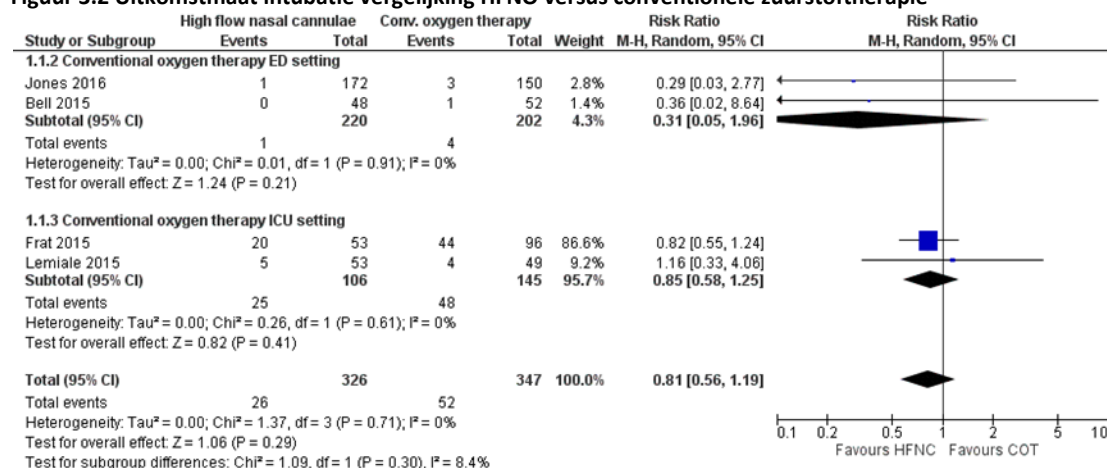 Figuur 3.2 Uitkomstmaat intubatie vergelijking HFNO versus conventionele zuurstoftherapie
High flow nasal cannulae Conv. oxygen therapy Risk Ratio Risk Ratio
Study or Subgroup Events Total Events Total Weight M-H, Random, 95% CI M-H, Random, 95% CI
1.1.2 Conventional oxygen therapy ED setting
Jones 2016 1 172 3 150 2.8% 0.29 [0.03, 2.77]
Bell 2015 0 48 1 52 1.4% 0.36 [0.02, 8.64]
Subtotal (95% CI) 220 202 4.3% 0.31 [0.05, 1.96]
Total events 1 4
Heterogeneity: Tau² = 0.00; Chi² = 0.01, df = 1 (P = 0.91); I² = 0%
Test for overall effect: Z = 1.24 (P = 0.21)
1.1.3 Conventional oxygen therapy ICU setting
Frat 2015 20 53 44 96 86.6% 0.82 [0.55, 1.24]
Lemiale 2015 5 53 4 49 9.2% 1.16 [0.33, 4.06]
Subtotal (95% CI) 106 145 95.7% 0.85 [0.58, 1.25]
Total events 25 48
Heterogeneity: Tau² = 0.00; Chi² = 0.26, df = 1 (P = 0.61); I² = 0%
Test for overall effect: Z = 0.82 (P = 0.41)
Total (95% CI) 326 347 100.0% 0.81 [0.56, 1.19]
Total events 26 52
Heterogeneity: Tau² = 0.00; Chi² = 1.37, df = 3 (P = 0.71); I² = 0%
Test for overall effect: Z = 1.06 (P = 0.29)
Test for subgroup differences: Chi² = 1.09, df = 1 (P = 0.30), I² = 8.4%
0.1 0.2 0.5 1 2 5 10
Favours HFNC Favours COT